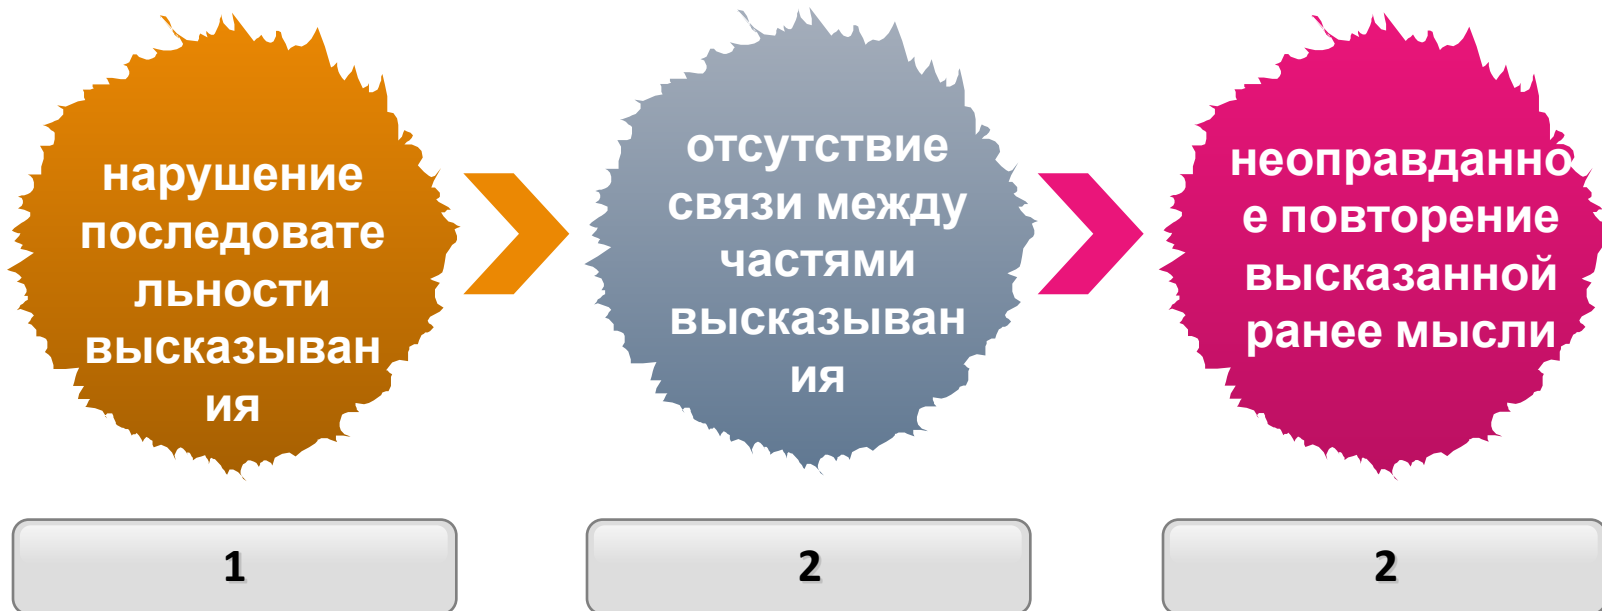 нарушение
последовате
льности
высказыван
ия
отсутствие
связи между
частями
высказыван
ия
неоправданно
е повторение
высказанной
ранее мысли
1
2
2